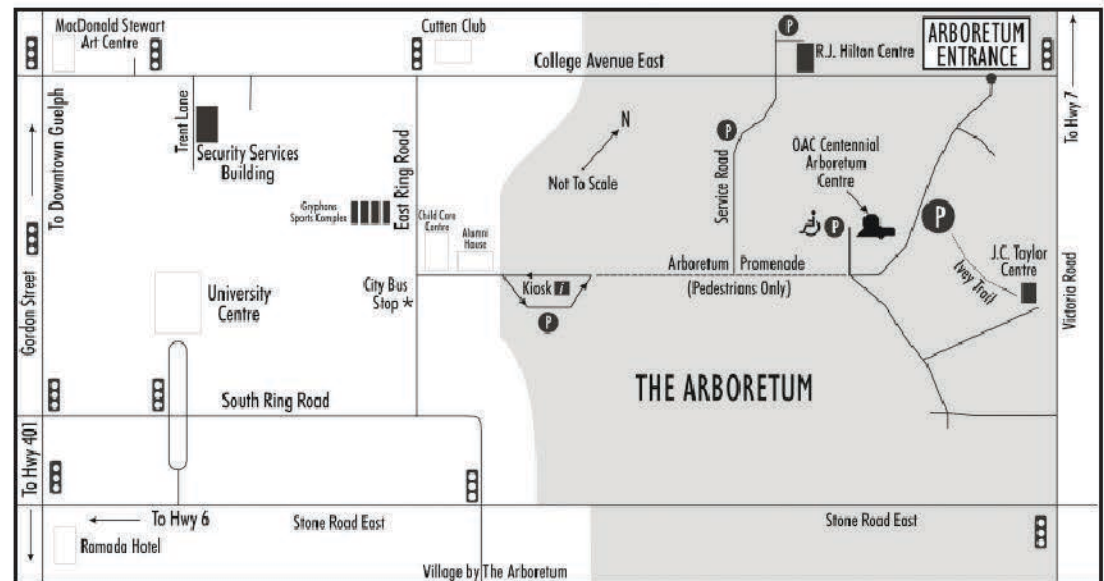 MacDonald Stewart
Art Centre
Cutten Club
ARBORETUM
ENTRANCE
P
R.J. Hilton Centre
College Avenue East
To Hwy 7
To Downtown Guelph
Trent Lane
Security Services
Building
N
Not To Scale
P
Service Road
OAC Centennial
Arboretum
Centre
Gryphons
Sports Complex
East Ring Road
Child Care
Centre
Alumni
House
P
P
J.C. Taylor
Centre
Ivey Trail
Gordon Street
University
Centre
City Bus
Stop *
Kiosk i
P
Arboretum Promenade
(Pedestrians Only)
Victoria Road
THE ARBORETUM
South Ring Road
To Hwy 401
To Hwy 6
Stone Road East
Stone Road East
Ramada Hotel
Village by The Arboretum